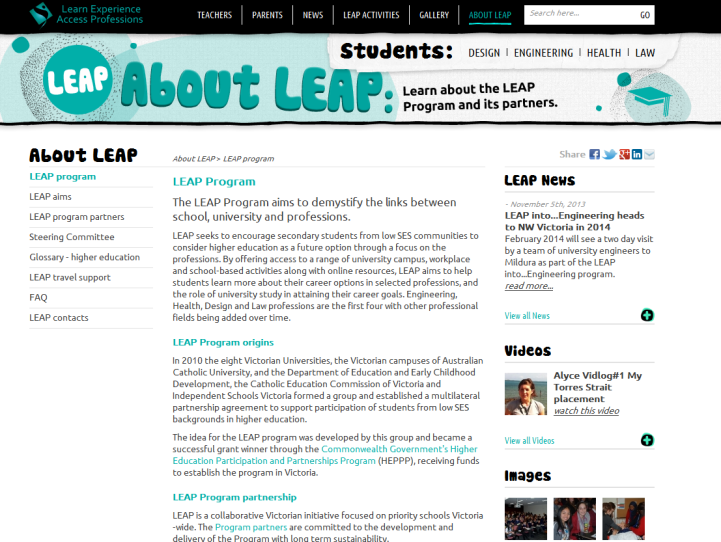 Learn Experience
Access Professions
TEACHERS
PARENTS
NEWS
LEAP ACTIVITIES
GALLERY
ABOUT LEAP
Search here...
GO
Students:
DESIGN | ENGINEERING | HEALTH | LAW
LEAP
About LEAP:
Learn about the LEAP
Program and its partners.
About LEAP
LEAP program
LEAP aims
LEAP program partners
Steering Committee
Glossary - higher education
LEAP travel support
FAQ
LEAP contacts
About LEAP > LEAP program
LEAP Program
The LEAP Program aims to demystify the links between
school, university and professions.
LEAP seeks to encourage secondary students from low SES communities to
consider higher education as a future option through a focus on the
professions. By offering access to a range of university campus, workplace
and school-based activities along with online resources, LEAP aims to help
students learn more about their career options in selected professions, and
the role of university study in attaining their career goals. Engineering,
Health, Design and Law professions are the first four with other professional
fields being added over time.
LEAP Program origins
In 2010 the eight Victorian Universities, the Victorian campuses of Australian
Catholic University, and the Department of Education and Early Childhood
Development, the Catholic Education Commission of Victoria and
Independent Schools Victoria formed a group and established a multilateral
partnership agreement to support participation of students from low SES
backgrounds in higher education.
The idea for the LEAP program was developed by this group and became a
successful grant winner through the Commonwealth Government's Higher
Education Participation and Partnerships Program (HEPPP), receiving funds
to establish the program in Victoria.
LEAP Program partnership
LEAP is a collaborative Victorian initiative focused on priority schools Victoria
-wide. The Program partners are committed to the development and
delivery of the Program with long term sustainability.
Share
LEAP News
- November 5th, 2013
LEAP into...Engineering heads
to NW Victoria in 2014
February 2014 will see a two day visit
by a team of university engineers to
Mildura as part of the LEAP
into...Engineering program.
read more...
View all News
Videos
Alyce Vidlog#1 My
Torres Strait
placement
watch this video
View all Videos
Images